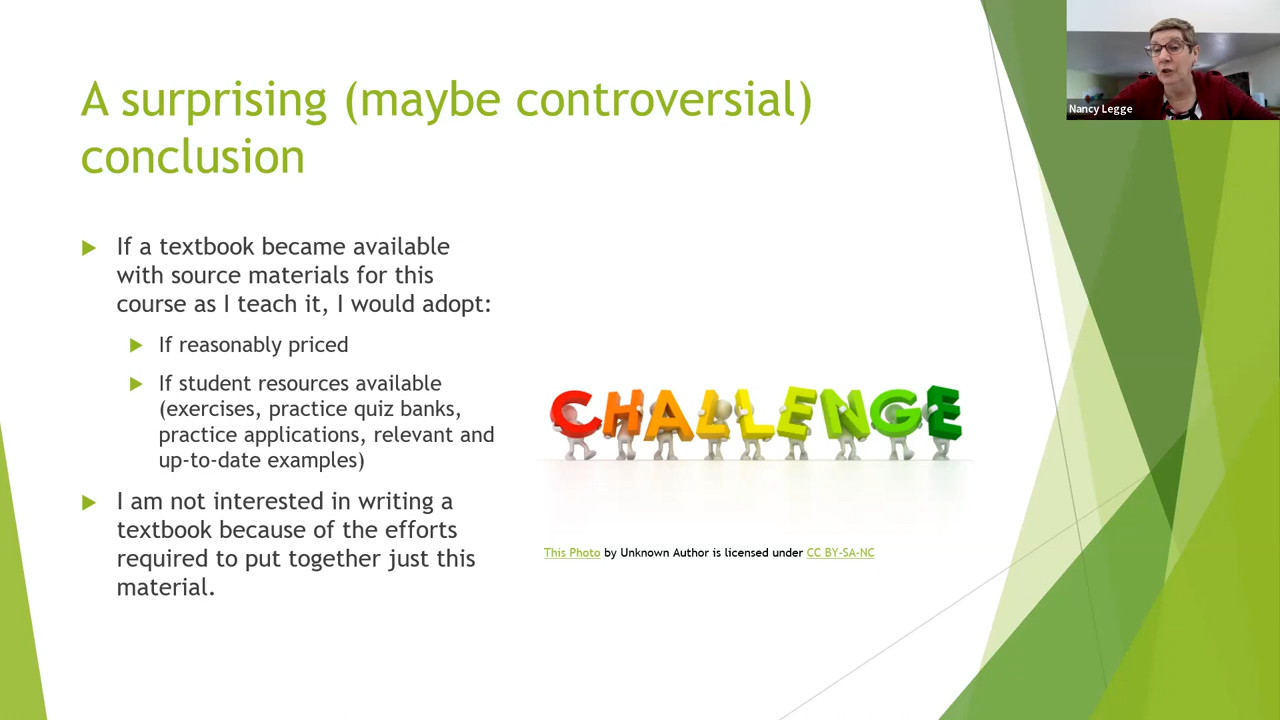 A surprising (maybe controversial)
conclusion
If a textbook became available
with source materials for this
course as I teach it, I would adopt:
If reasonably priced
If student resources available
(exercises, practice quiz banks,
practice applications, relevant and
up-to-date examples)
I am not interested in writing a
textbook because of the efforts
required to put together just this
material.
CHALLENGE
This Photo by Unknown Author is licensed under CC BY-SA-NC
Nancy Legge